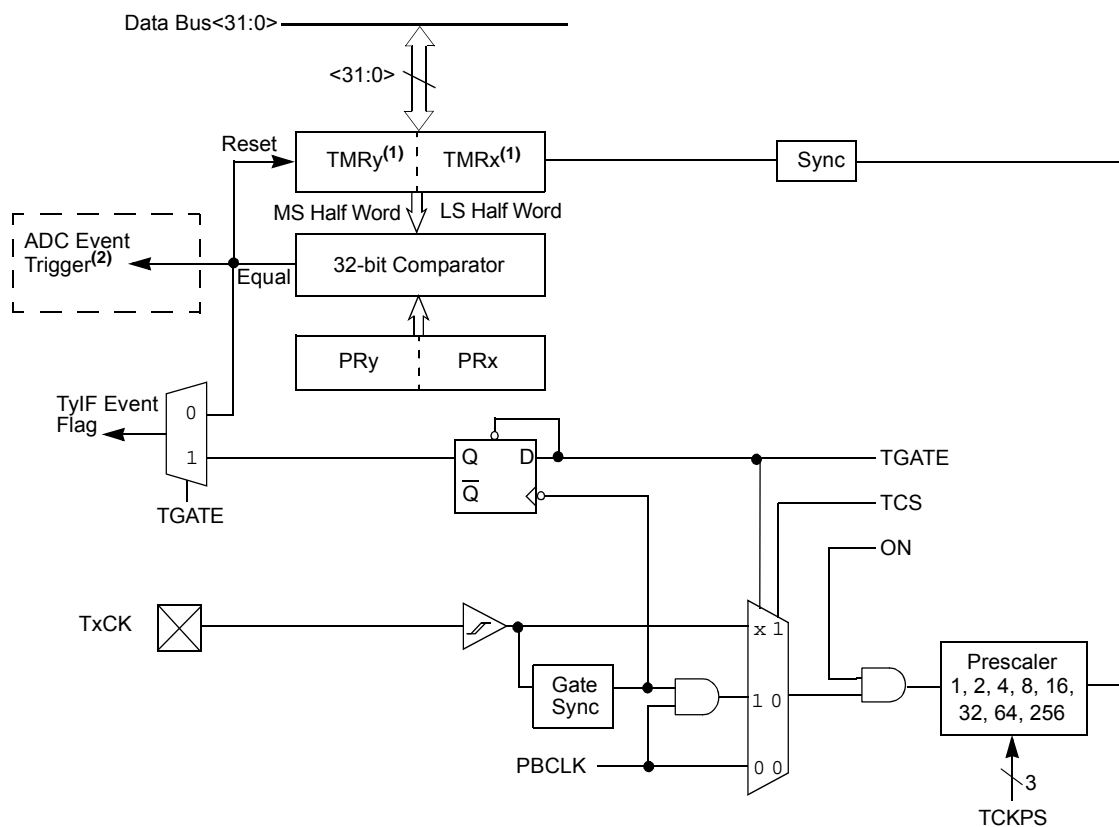 Data Bus<31:0>
<31:0>
Reset
TMRy(1)
TMRx(1)
Sync
MS Half Word
LS Half Word
ADC Event
Trigger(2)
Equal
32-bit Comparator
PRy
PRx
TyIF Event
Flag
0
1
TGATE
Q
D
Q
TGATE
TCS
ON
TxCK
x 1
Gate
Sync
1 0
PBCLK
0 0
Prescaler
1, 2, 4, 8, 16,
32, 64, 256
3
TCKPS